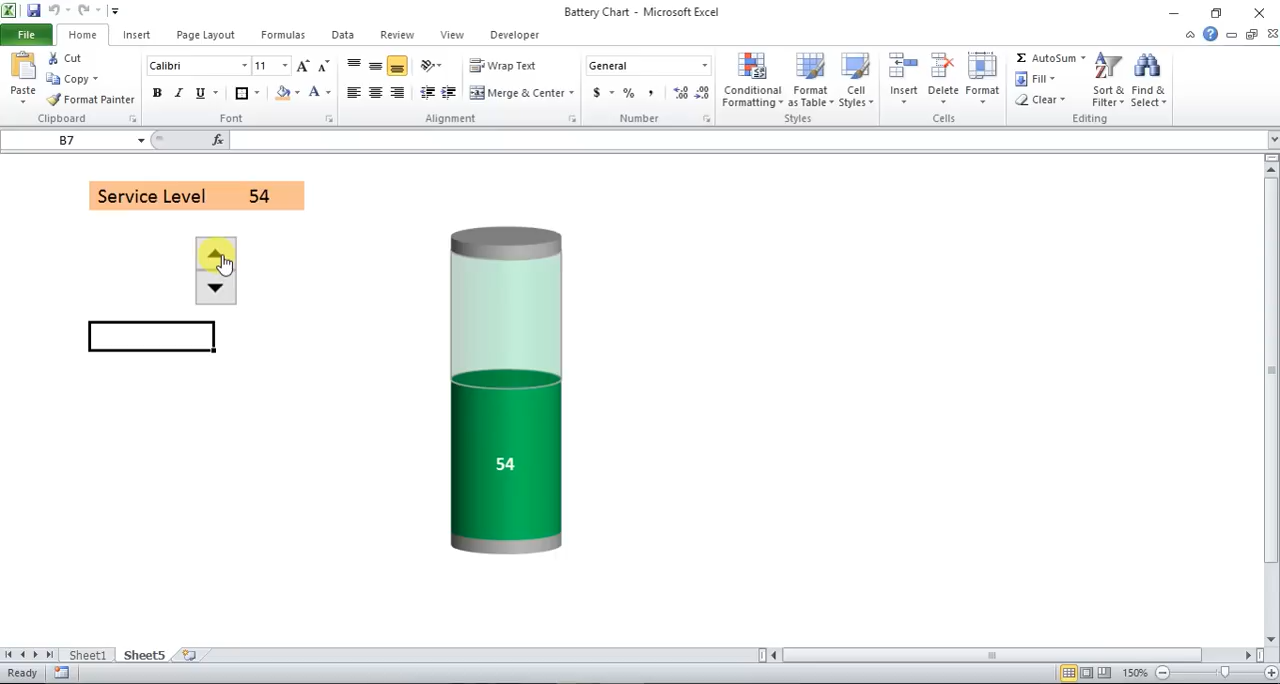 Battery Chart - Microsoft Excel
File Home Insert Page Layout Formulas Data Review View Developer
Paste
Cut
Copy
Format Painter
Clipboard
Calibri 11
B I U A
Font
Wrap Text
Merge & Center
Alignment
General
$ % ,
Number
Conditional Formatting
Format as Table
Cell Styles
Styles
Insert
Delete
Format
Cells
Σ AutoSum
Fill
Clear
Sort & Filter
Find & Select
Editing
B7 fx
Service Level 54
54
Sheet1 Sheet5
Ready 150%